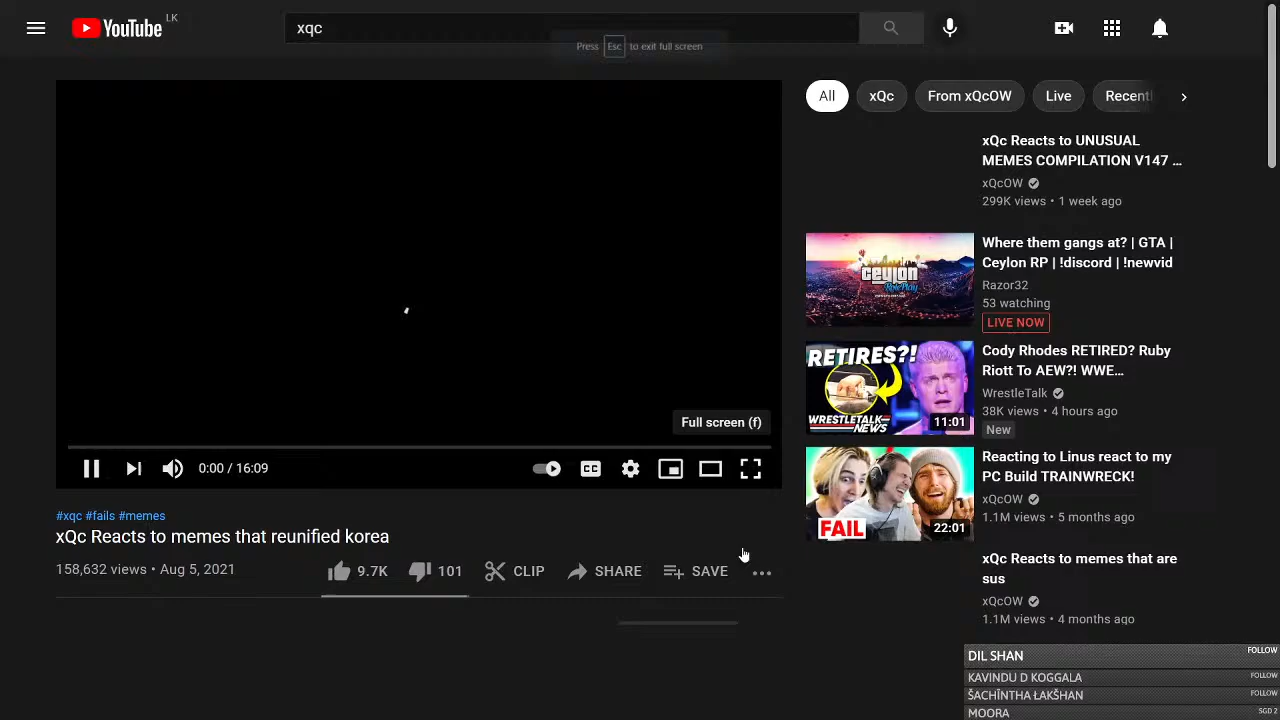 YouTube LK
xqc
Press Esc to exit full screen
Full screen (f)
0:00 / 16:09
CC
#xqc #fails #memes
xQc Reacts to memes that reunified korea
158,632 views • Aug 5, 2021
9.7K 101 CLIP SHARE SAVE
All xQc From xQcOW Live Recentl
xQc Reacts to UNUSUAL
MEMES COMPILATION V147 ...
xQcOW
299K views • 1 week ago
CEYLON
RolePlay
Where them gangs at? | GTA |
Ceylon RP | !discord | !newvid
Razor32
53 watching
LIVE NOW
RETIRES?!
WRESTLETALK
NEWS
11:01
Cody Rhodes RETIRED? Ruby
Riott To AEW?! WWE...
WrestleTalk
38K views • 4 hours ago
New
FAIL
22:01
Reacting to Linus react to my
PC Build TRAINWRECK!
xQcOW
1.1M views • 5 months ago
xQc Reacts to memes that are
sus
xQcOW
1.1M views • 4 months ago
DIL SHAN FOLLOW
KAVINDU D KOGGALA FOLLOW
ŠACHÎNTHA ŁAKŠHAN FOLLOW
MOORA SGD 2